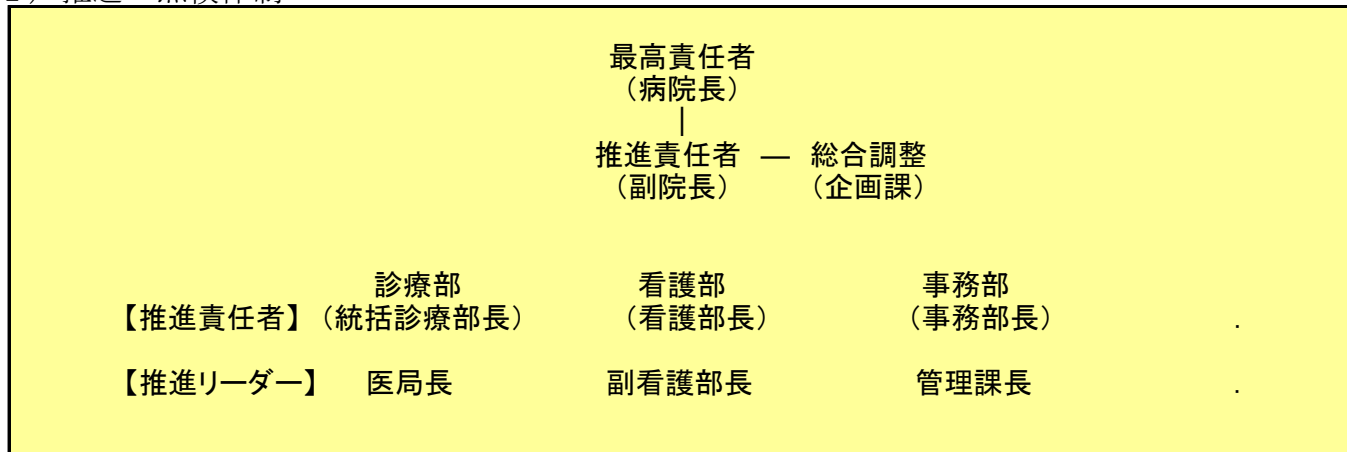 最高責任者
（病院長）
｜
推進責任者 ― 総合調整
（副院長） （企画課）
診療部 看護部 事務部
【推進責任者】（統括診療部長） （看護部長） （事務部長） .
【推進リーダー】 医局長 副看護部長 管理課長 .